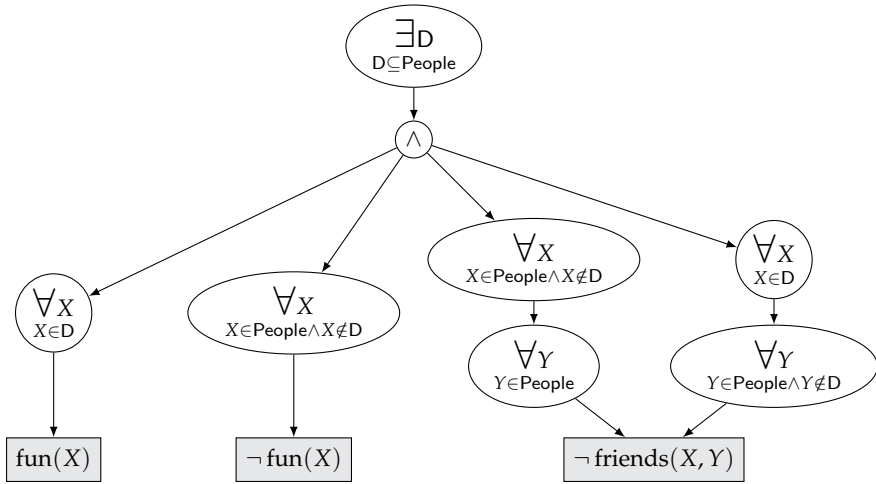 ∃D
D⊆People
∧
∀X
X∈People∧X∉D
∀X
X∈D
∀X
X∈D
∀X
X∈People∧X∉D
∀Y
Y∈People
∀Y
Y∈People∧Y∉D
fun(X)
¬ fun(X)
¬ friends(X, Y)